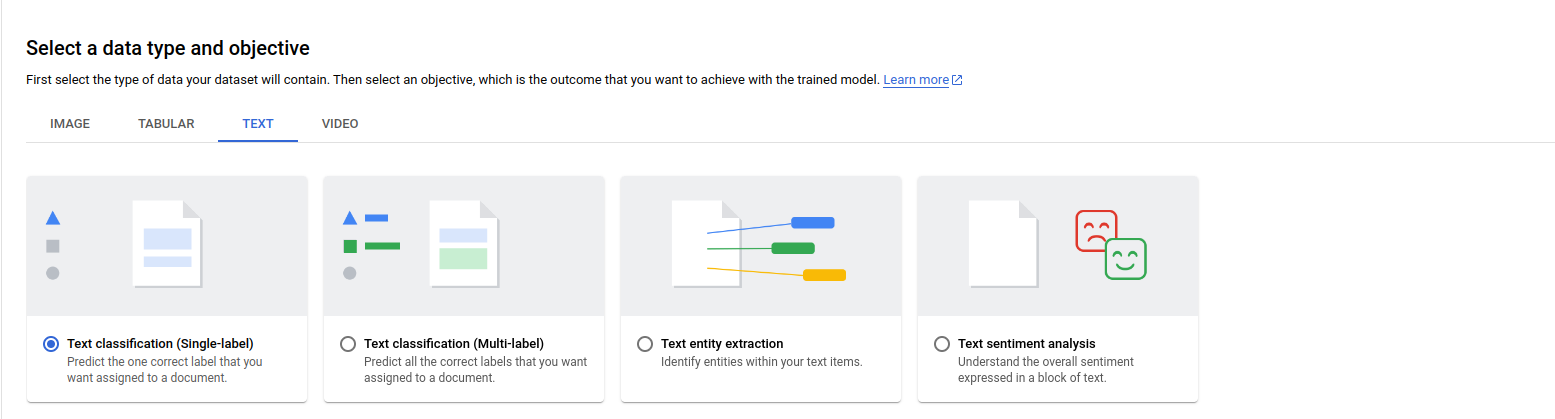 Select a data type and objective
First select the type of data your dataset will contain. Then select an objective, which is the outcome that you want to achieve with the trained model. Learn more
IMAGE TABULAR TEXT VIDEO
Text classification (Single-label)
Predict the one correct label that you
want assigned to a document.
Text classification (Multi-label)
Predict all the correct labels that you want
assigned to a document.
Text entity extraction
Identify entities within your text items.
Text sentiment analysis
Understand the overall sentiment
expressed in a block of text.